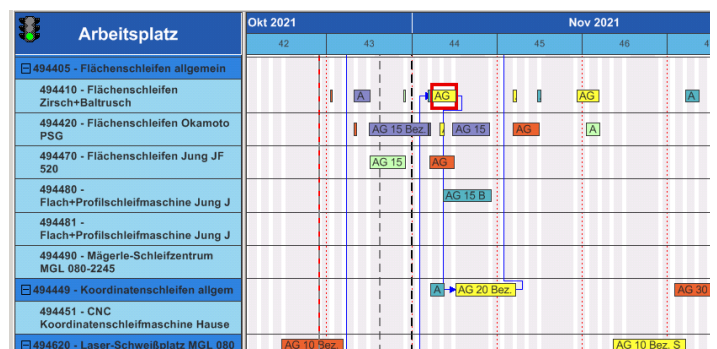 Arbeitsplatz
Okt 2021
Nov 2021
42
43
44
45
46
4
494405 - Flächenschleifen allgemein
494410 - Flächenschleifen
Zirsch+Baltrusch
A
AG
AG
A
494420 - Flächenschleifen Okamoto
PSG
AG 15 Bez.
AG 15
AG
A
494470 - Flächenschleifen Jung JF
520
AG 15
AG
494480 -
Flach+Profilschleifmaschine Jung J
AG 15 B
494481 -
Flach+Profilschleifmaschine Jung J
494490 - Mägerle-Schleifzentrum
MGL 080-2245
494449 - Koordinatenschleifen allgem
A
AG 20 Bez.
AG 30
494451 - CNC
Koordinatenschleifmaschine Hause
494620 - Laser-Schweißplatz MGL 080
AG 10 Bez.
AG 10 Bez. S